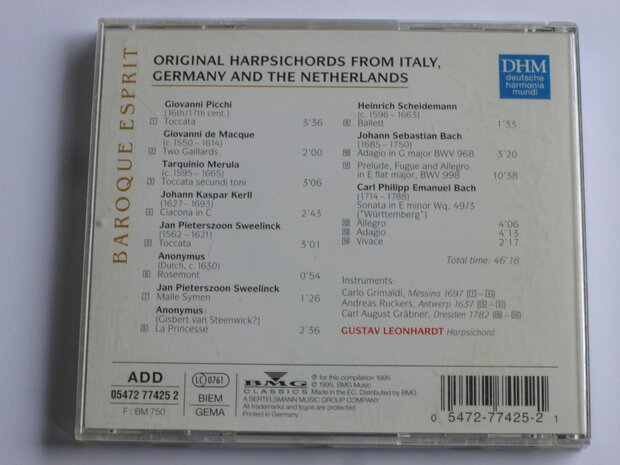 BAROQUE ESPRIT
ORIGINAL HARPSICHORDS FROM ITALY,
GERMANY AND THE NETHERLANDS
DHM
deutsche
harmonia
mundi
Giovanni Picchi
(16th/17th cent.)
1 Toccata 3'36
Giovanni de Macque
(c.1550 – 1614)
2 Two Gaillards 2'00
Tarquinio Merula
(c. 1595 – 1665)
3 Toccata secundi toni 3'06
Johann Kaspar Kerll
(1627 – 1693)
4 Ciacona in C 2'43
Jan Pieterszoon Sweelinck
(1562 – 1621)
5 Toccata 3'01
Anonymus
(Dutch, c. 1630)
6 Rosemont 0'54
Jan Pieterszoon Sweelinck
7 Malle Symen 1'26
Anonymus
(Gisbert van Steenwick?)
8 La Princesse 2'36
Heinrich Scheidemann
(c. 1596 – 1663)
9 Ballett 1'33
Johann Sebastian Bach
(1685 – 1750)
10 Adagio in G major BWV 968 3'20
11 Prelude, Fugue and Allegro
in E flat major, BWV 998 10'38
Carl Philipp Emanuel Bach
(1714 – 1788)
Sonata in E minor Wq. 49/3
("Württemberg")
12 Allegro 4'06
13 Adagio 4'13
14 Vivace 2'17
Total time: 46'18
Instruments:
Carlo Grimaldi, Messina 1697 (1 – 4)
Andreas Ruckers, Antwerp 1637 (5 – 9)
Carl August Gräbner, Dresden 1782 (10 – 14)
GUSTAV LEONHARDT Harpsichord
ADD
05472 77425 2
F : BM 750
LC 0761
BIEM
GEMA
BMG
CLASSICS
℗ for this compilation 1995
© 1995, BMG Music
Made in the EC. Distributed by BMG
A BERTELSMANN MUSIC GROUP COMPANY
All trademarks and logos are protected
Printed in Germany
0 5472-77425-2 1